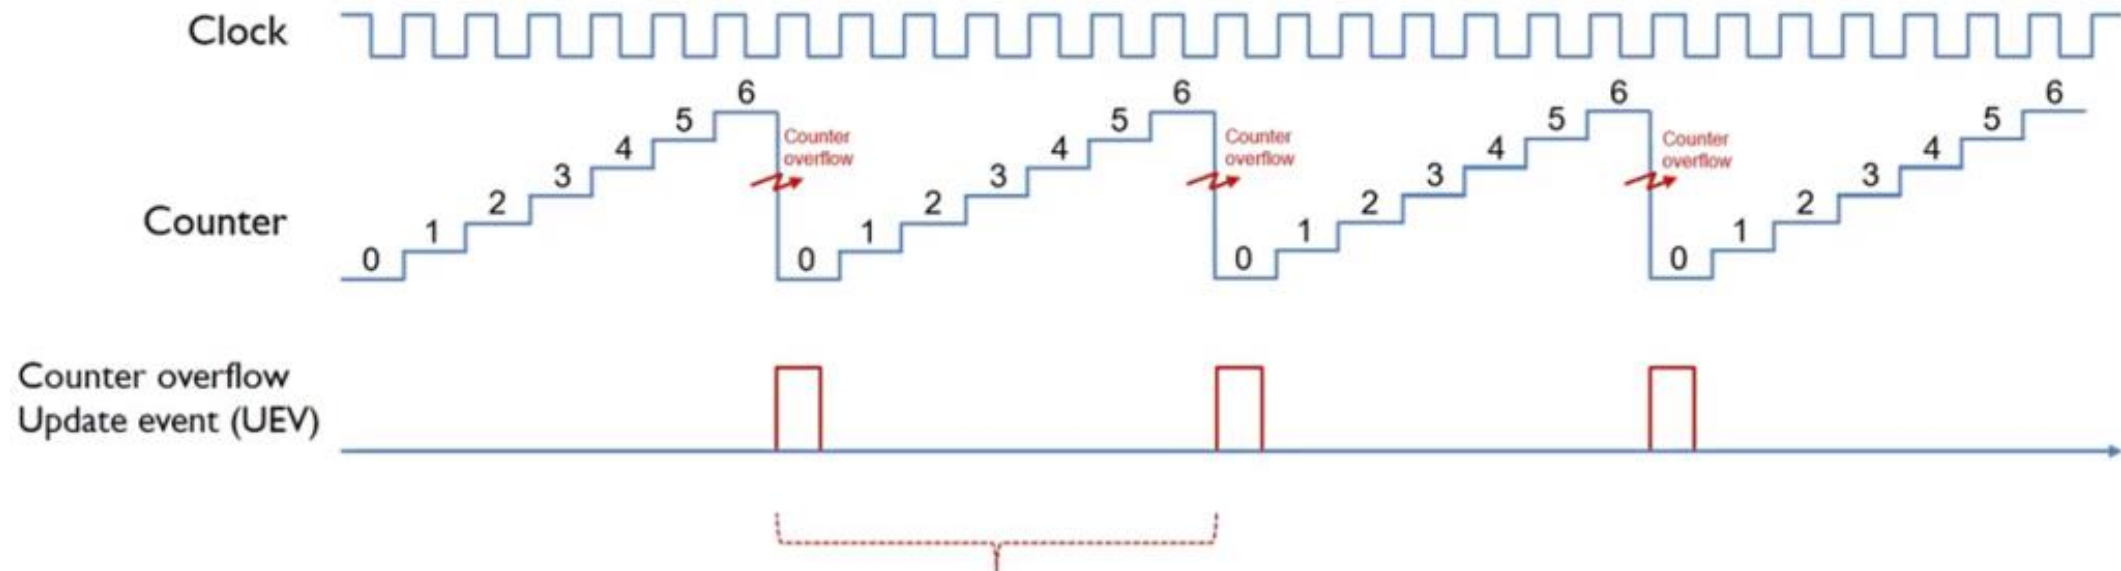 Clock
6 6 6 6
5 5 5 5
Counter overflow Counter overflow Counter overflow
4 4 4 4
3 3 3 3
2 2 2 2
Counter
1 1 1 1
0 0 0 0
Counter overflow
Update event (UEV)